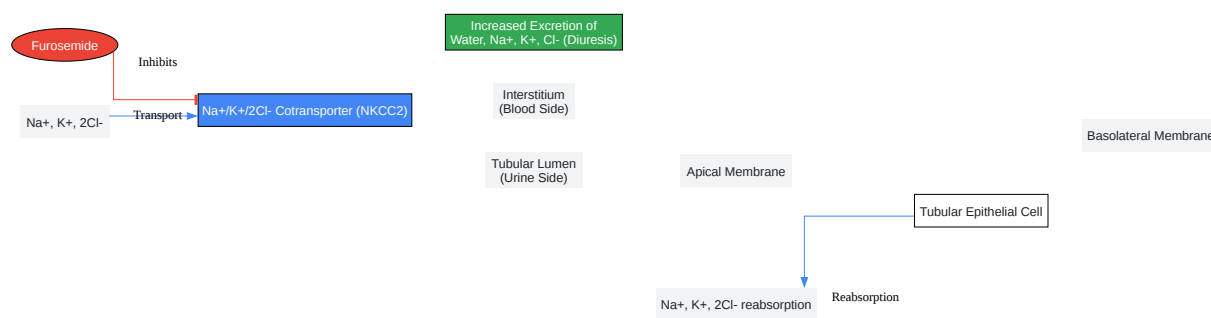 Increased Excretion of
Water, Na+, K+, Cl- (Diuresis)
Furosemide
Inhibits
Interstitium
(Blood Side)
Na+/K+/2Cl- Cotransporter (NKCC2)
Transport
Na+, K+, 2Cl-
Basolateral Membrane
Tubular Lumen
(Urine Side)
Apical Membrane
Tubular Epithelial Cell
Na+, K+, 2Cl- reabsorption
Reabsorption